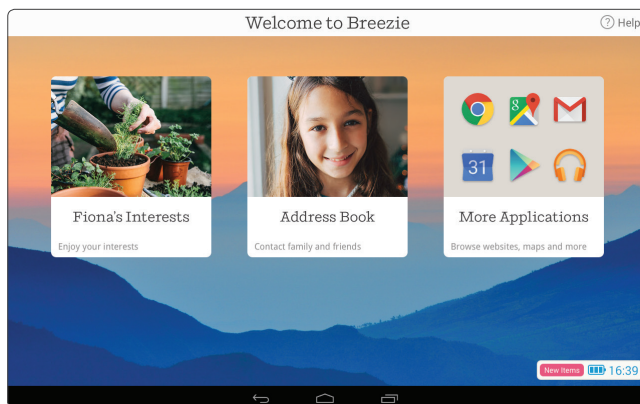 Welcome to Breezie
? Help
Fiona's Interests
Enjoy your interests
Address Book
Contact family and friends
8
31
More Applications
Browse websites, maps and more
New Items 16:39